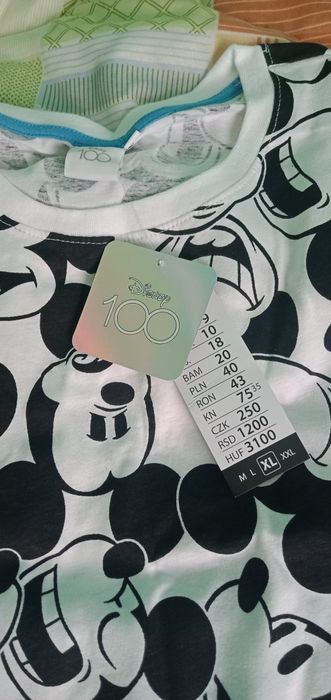 100
Disney
100
9
10
18
BAM 20
PLN 40
RON 43
KN 75 35
CZK 250
RSD 1200
HUF 3100
M L XL XXL